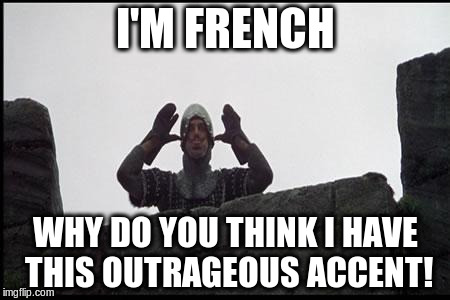 I'M FRENCH
WHY DO YOU THINK I HAVE
THIS OUTRAGEOUS ACCENT!
imgflip.com